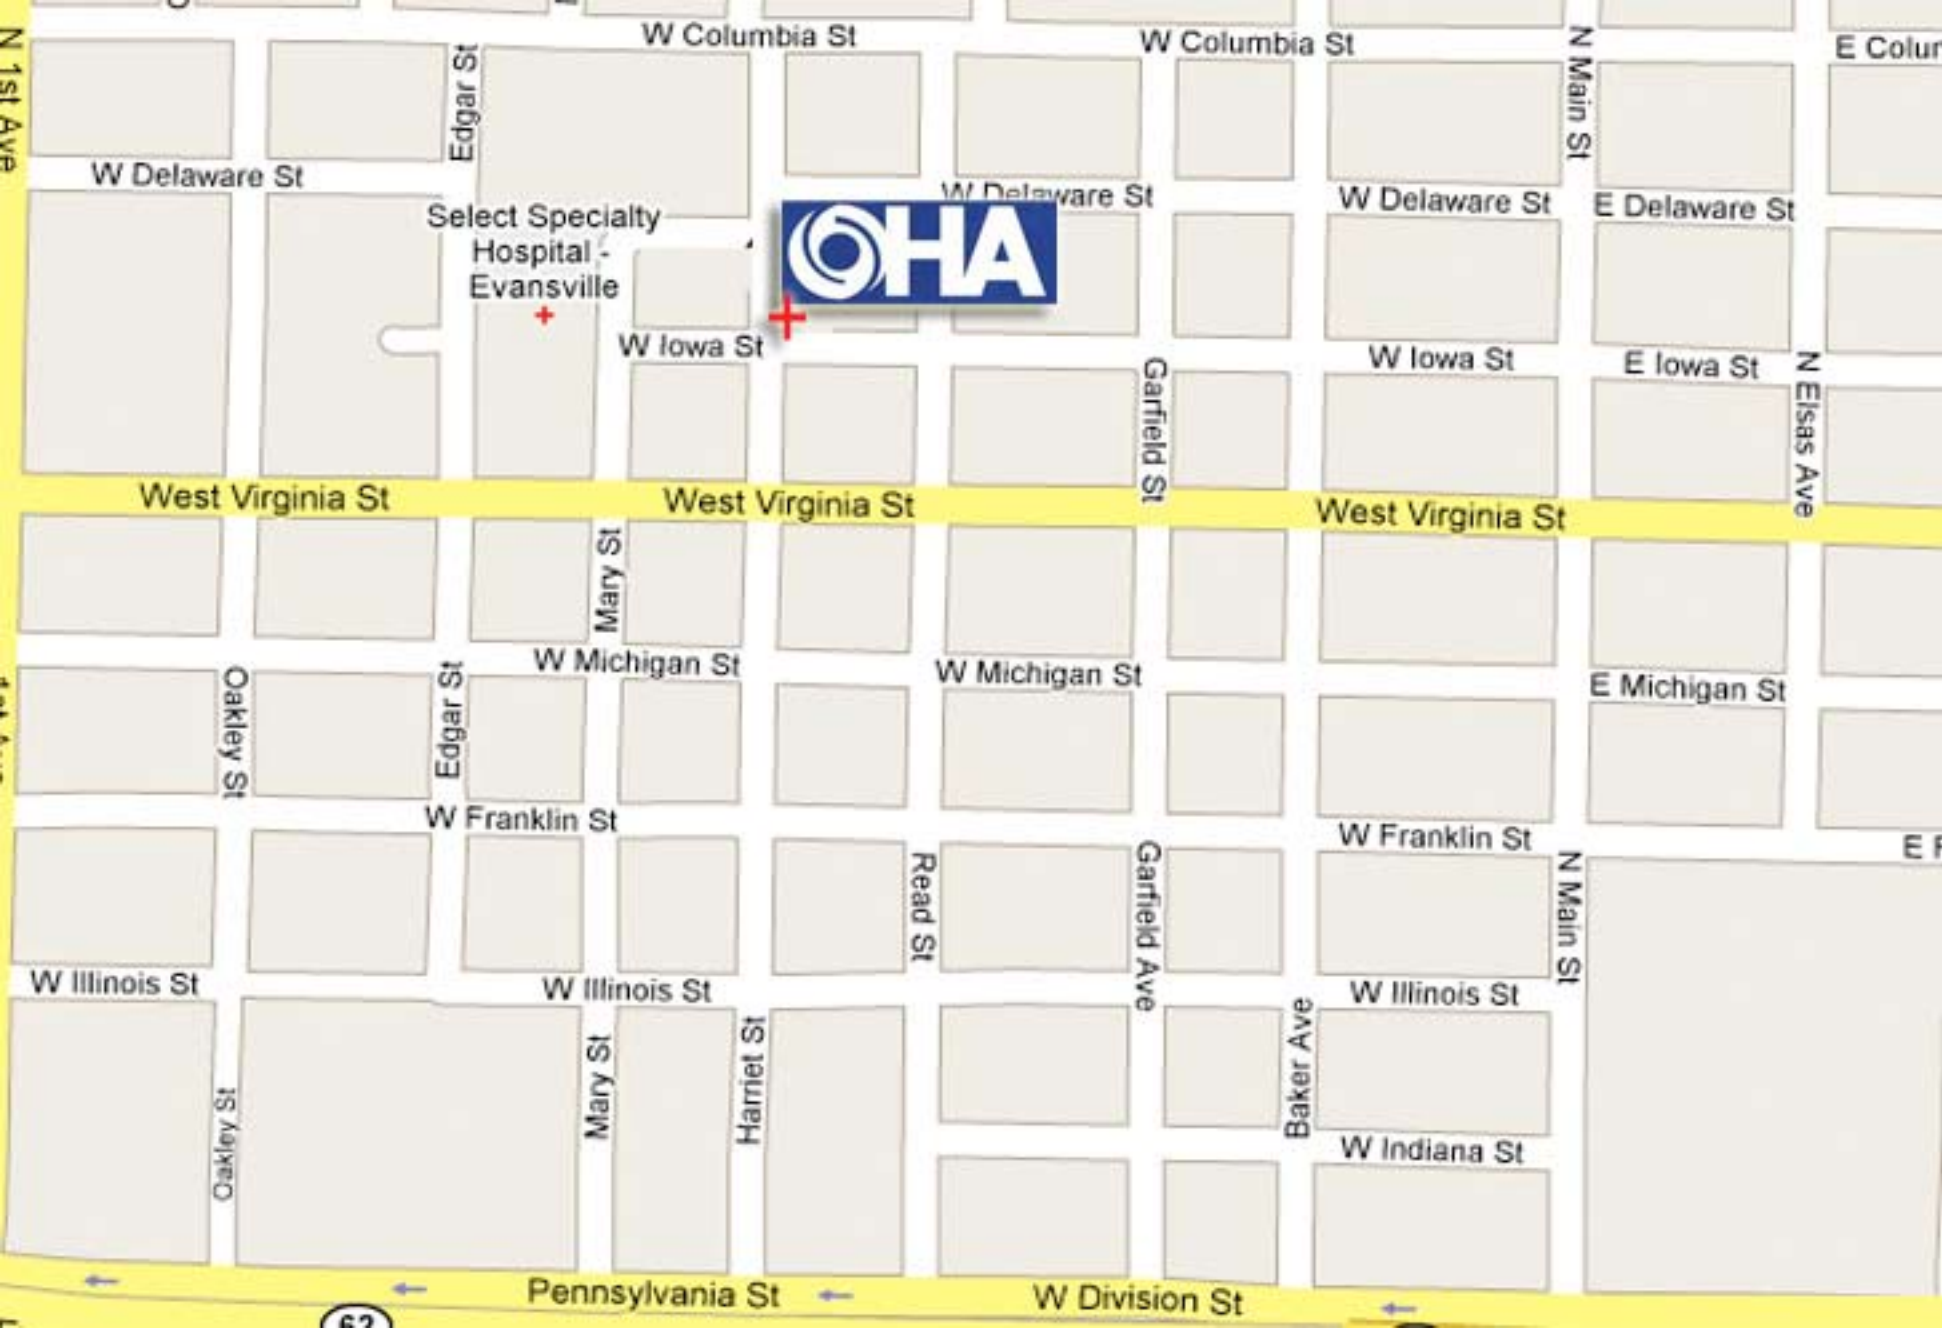 W Columbia St
W Columbia St
E Colum
N 1st Ave
Edgar St
N Main St
W Delaware St
W Delaware St
W Delaware St
E Delaware St
Select Specialty
Hospital -
Evansville
OHA
W Iowa St
W Iowa St
E Iowa St
Garfield St
N Elsas Ave
West Virginia St
West Virginia St
West Virginia St
Mary St
W Michigan St
W Michigan St
E Michigan St
Oakley St
Edgar St
W Franklin St
W Franklin St
E F
Read St
Garfield Ave
N Main St
W Illinois St
W Illinois St
W Illinois St
Oakley St
Mary St
Harriet St
Baker Ave
W Indiana St
Pennsylvania St
W Division St
62